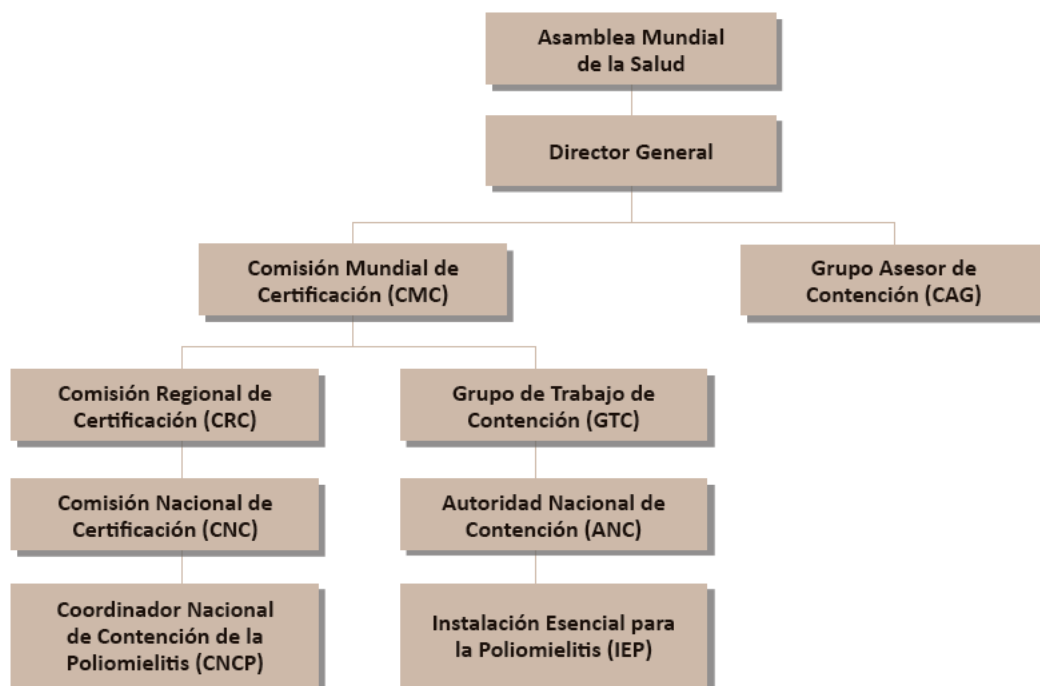 Asamblea Mundial
de la Salud
Director General
Comisión Mundial de
Certificación (CMC)
Grupo Asesor de
Contención (CAG)
Comisión Regional de
Certificación (CRC)
Grupo de Trabajo de
Contención (GTC)
Comisión Nacional de
Certificación (CNC)
Autoridad Nacional de
Contención (ANC)
Coordinador Nacional
de Contención de la
Poliomielitis (CNCP)
Instalación Esencial para
la Poliomielitis (IEP)